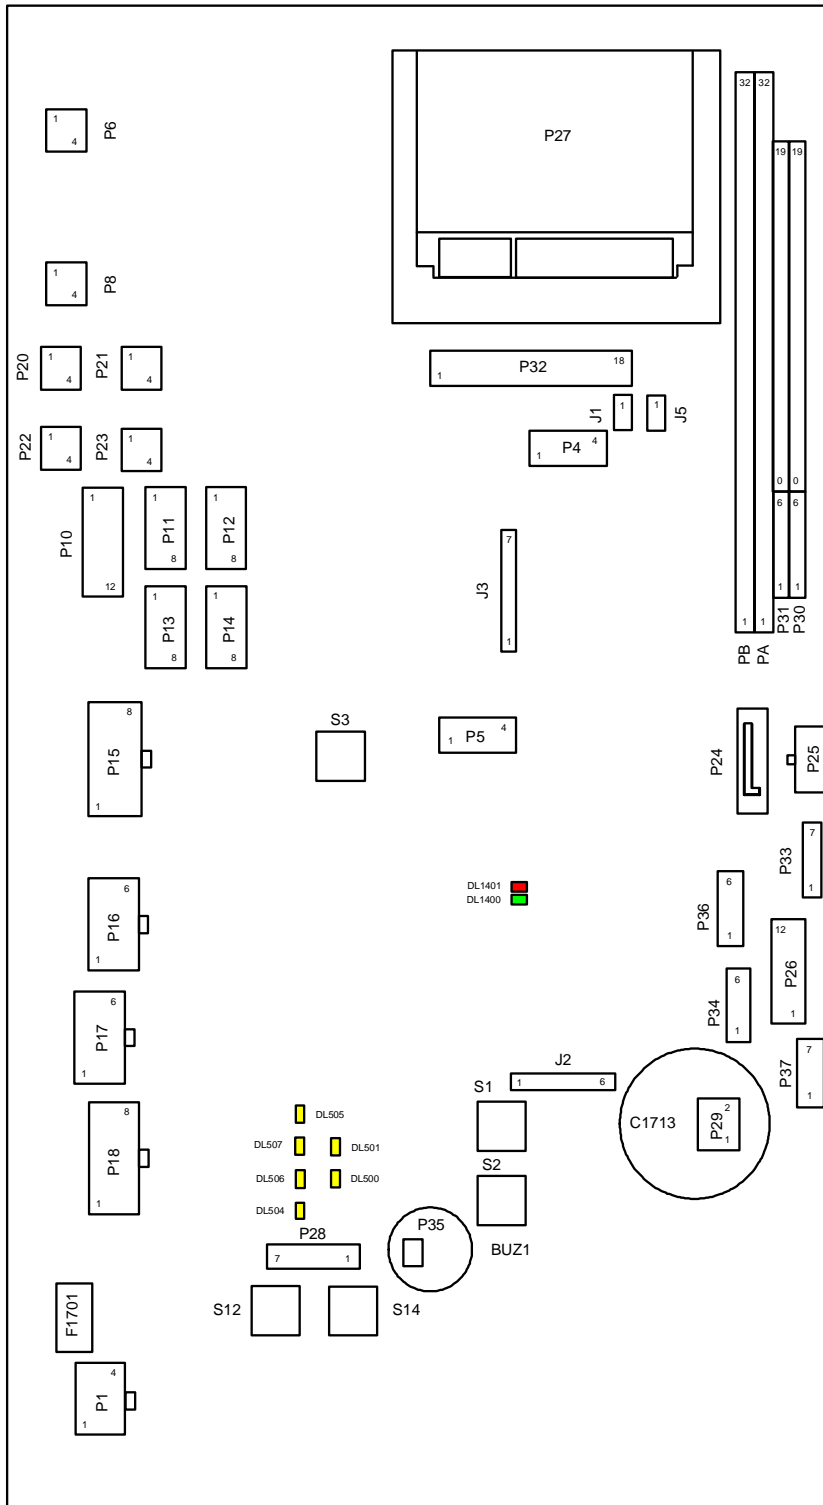 32 32
P27
1
4
P6
19 19
1
4
P8
P20
1
4
P21
1
4
1
P32
18
J1
1
1
J5
P22
1
4
P23
1
4
1
P4
4
0 0
6 6
P10
1
12
1
P11
8
1
P12
8
7
J3
1
1
P13
8
1
P14
8
1 1
1 1
P31
P30
PB
PA
8
P15
1
S3
1
P5
4
P24
P25
7
P33
1
DL1401
DL1400
6
P16
1
6
P36
1
12
P26
1
6
P34
1
6
P17
1
7
P37
1
J2
1
6
S1
C1713
2
P29
1
8
P18
1
DL505
DL507
DL501
DL506
DL500
DL504
S2
P35
BUZ1
P28
7
1
S12
S14
F1701
4
P1
1